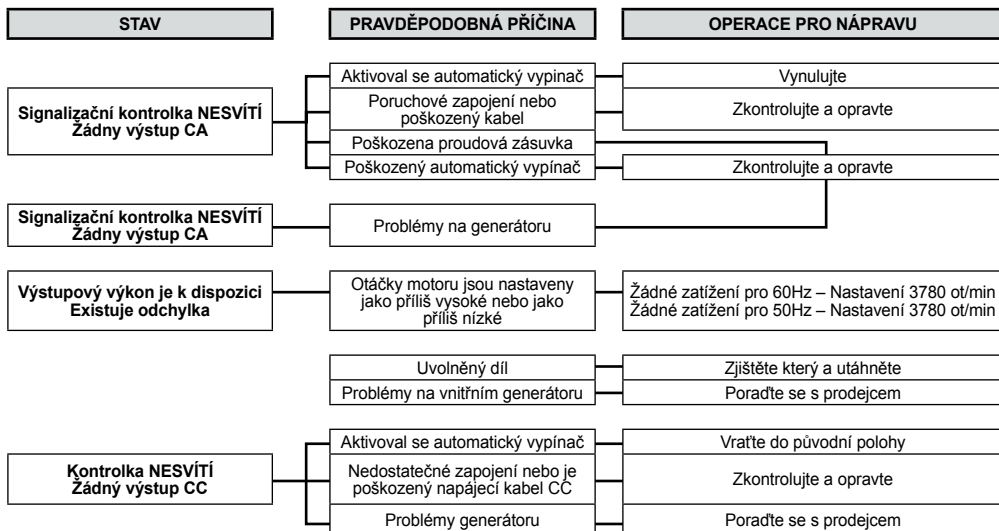 STAV
PRAVDĚPODOBNÁ PŘÍČINA
OPERACE PRO NÁPRAVU
Signalizační kontrolka NESVÍTÍ
Žádny výstup CA
Aktivoval se automatický vypinač
Vynulujte
Poruchové zapojení nebo
poškozený kabel
Zkontrolujte a opravte
Poškozena proudová zásuvka
Poškozený automatický vypínač
Zkontrolujte a opravte
Signalizační kontrolka NESVÍTÍ
Žádny výstup CA
Problémy na generátoru
Výstupový výkon je k dispozici
Existuje odchylka
Otáčky motoru jsou nastaveny
jako příliš vysoké nebo jako
příliš nízké
Žádné zatížení pro 60Hz – Nastavení 3780 ot/min
Žádné zatížení pro 50Hz – Nastavení 3780 ot/min
Uvolněný díl
Zjištěte který a utáhněte
Problémy na vnitřním generátoru
Poraďte se s prodejcem
Kontrolka NESVÍTÍ
Žádný výstup CC
Aktivoval se automatický vypínač
Vraťte do původní polohy
Nedostatečné zapojení nebo je
poškozený napájecí kabel CC
Zkontrolujte a opravte
Problémy generátoru
Poraďte se s prodejcem